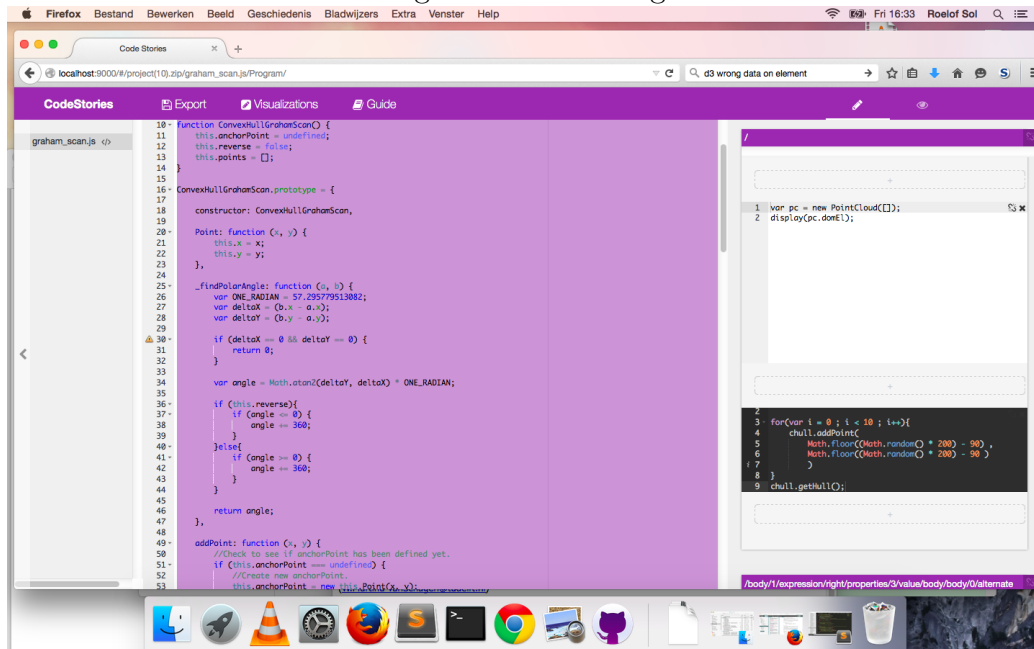 Firefox Bestand Bewerken Beeld Geschiedenis Bladwijzers Extra Venster Help
Fri 16:33 Roelof Sol
Code Stories
localhost:9000/#/project(10).zip/graham_scan.js/Program/
d3 wrong data on element
CodeStories Export Visualizations Guide
graham_scan.js </>
10 function ConvexHullGrahamScan() {
11 this.anchorPoint = undefined;
12 this.reverse = false;
13 this.points = [];
14 }
15
16 ConvexHullGrahamScan.prototype = {
17
18 constructor: ConvexHullGrahamScan,
19
20 Point: function (x, y) {
21 this.x = x;
22 this.y = y;
23 },
24
25 _findPolarAngle: function (a, b) {
26 var ONE_RADIAN = 57.295779513082;
27 var deltaX = (b.x - a.x);
28 var deltaY = (b.y - a.y);
29
30 if (deltaX == 0 && deltaY == 0) {
31 return 0;
32 }
33
34 var angle = Math.atan2(deltaY, deltaX) * ONE_RADIAN;
35
36 if (this.reverse){
37 if (angle <= 0) {
38 angle += 360;
39 }
40 }else{
41 if (angle >= 0) {
42 angle += 360;
43 }
44 }
45
46 return angle;
47 },
48
49 addPoint: function (x, y) {
50 //Check to see if anchorPoint has been defined yet.
51 if (this.anchorPoint === undefined) {
52 //Create new anchorPoint.
53 this.anchorPoint = new this.Point(x, y);
/
+
1 var pc = new PointCloud([]);
2 display(pc.domEl);
+
2
3 for(var i = 0 ; i < 10 ; i++){
4 chull.addPoint(
5 Math.floor((Math.random() * 200) - 90) ,
6 Math.floor((Math.random() * 200) - 90 )
i 7 )
8 }
9 chull.getHull();
+
/body/1/expression/right/properties/3/value/body/body/0/alternate